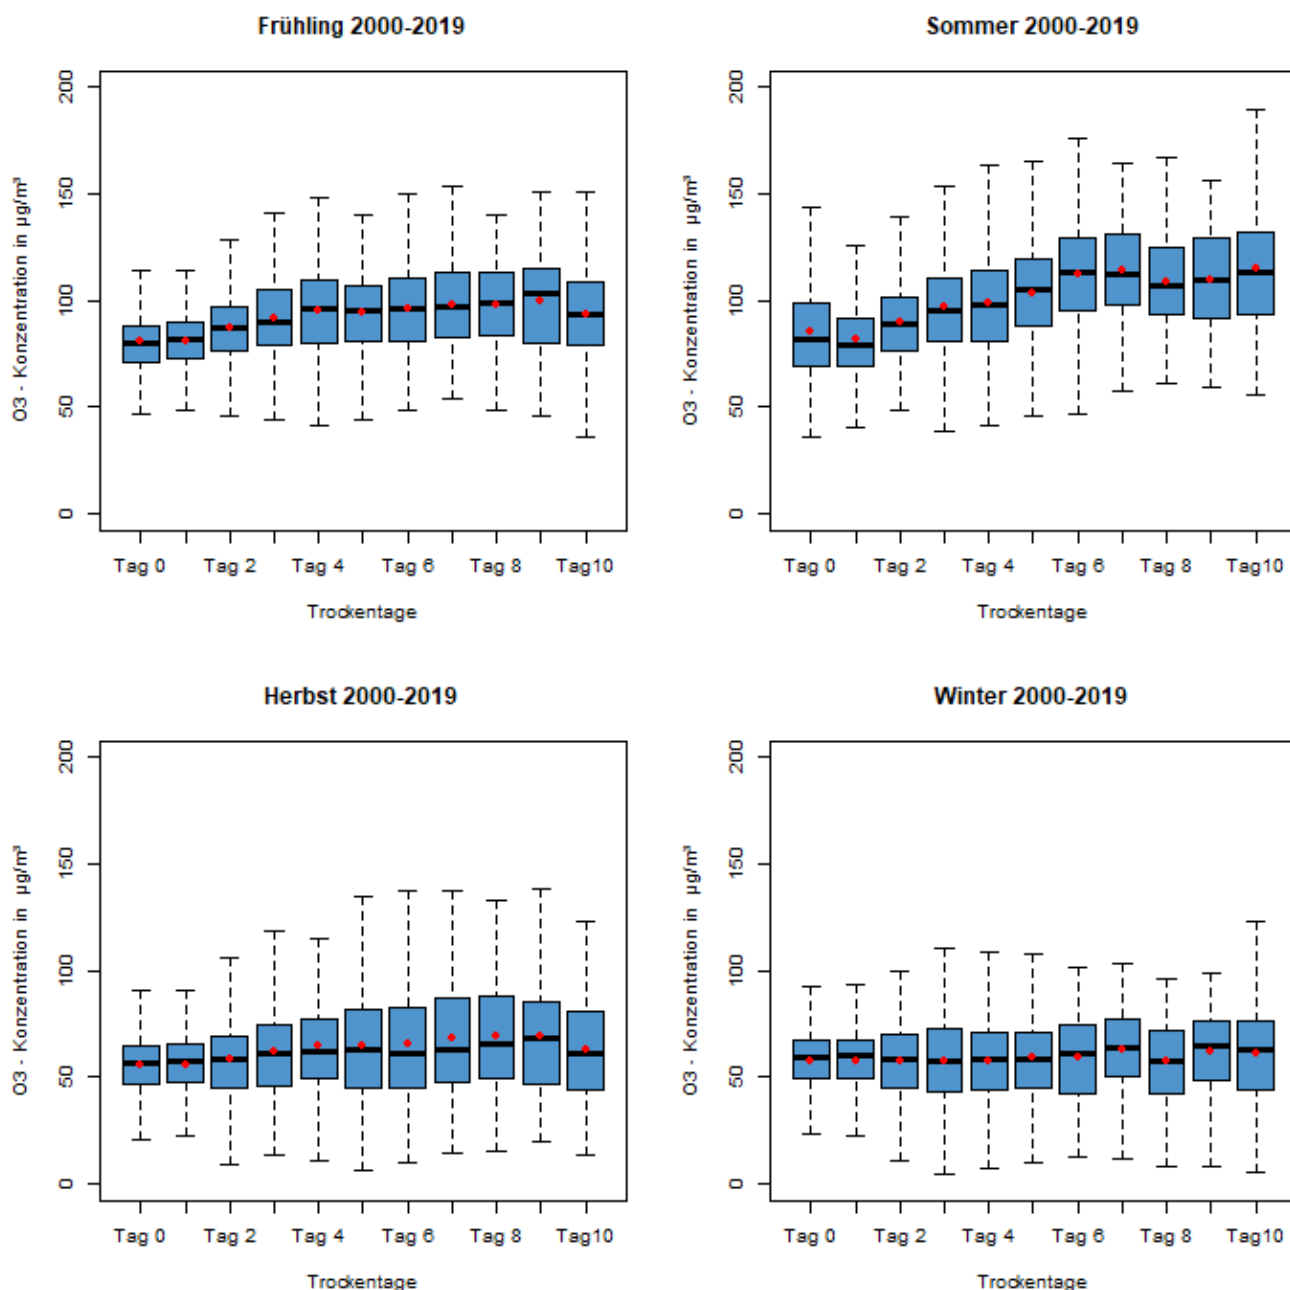 Frühling 2000-2019
O3 - Konzentration in µg/m³
200
150
100
50
0
Tag 0 Tag 2 Tag 4 Tag 6 Tag 8 Tag10
Trockentage
Sommer 2000-2019
O3 - Konzentration in µg/m³
200
150
100
50
0
Tag 0 Tag 2 Tag 4 Tag 6 Tag 8 Tag10
Trockentage
Herbst 2000-2019
O3 - Konzentration in µg/m³
200
150
100
50
0
Tag 0 Tag 2 Tag 4 Tag 6 Tag 8 Tag10
Trockentage
Winter 2000-2019
O3 - Konzentration in µg/m³
200
150
100
50
0
Tag 0 Tag 2 Tag 4 Tag 6 Tag 8 Tag10
Trockentage